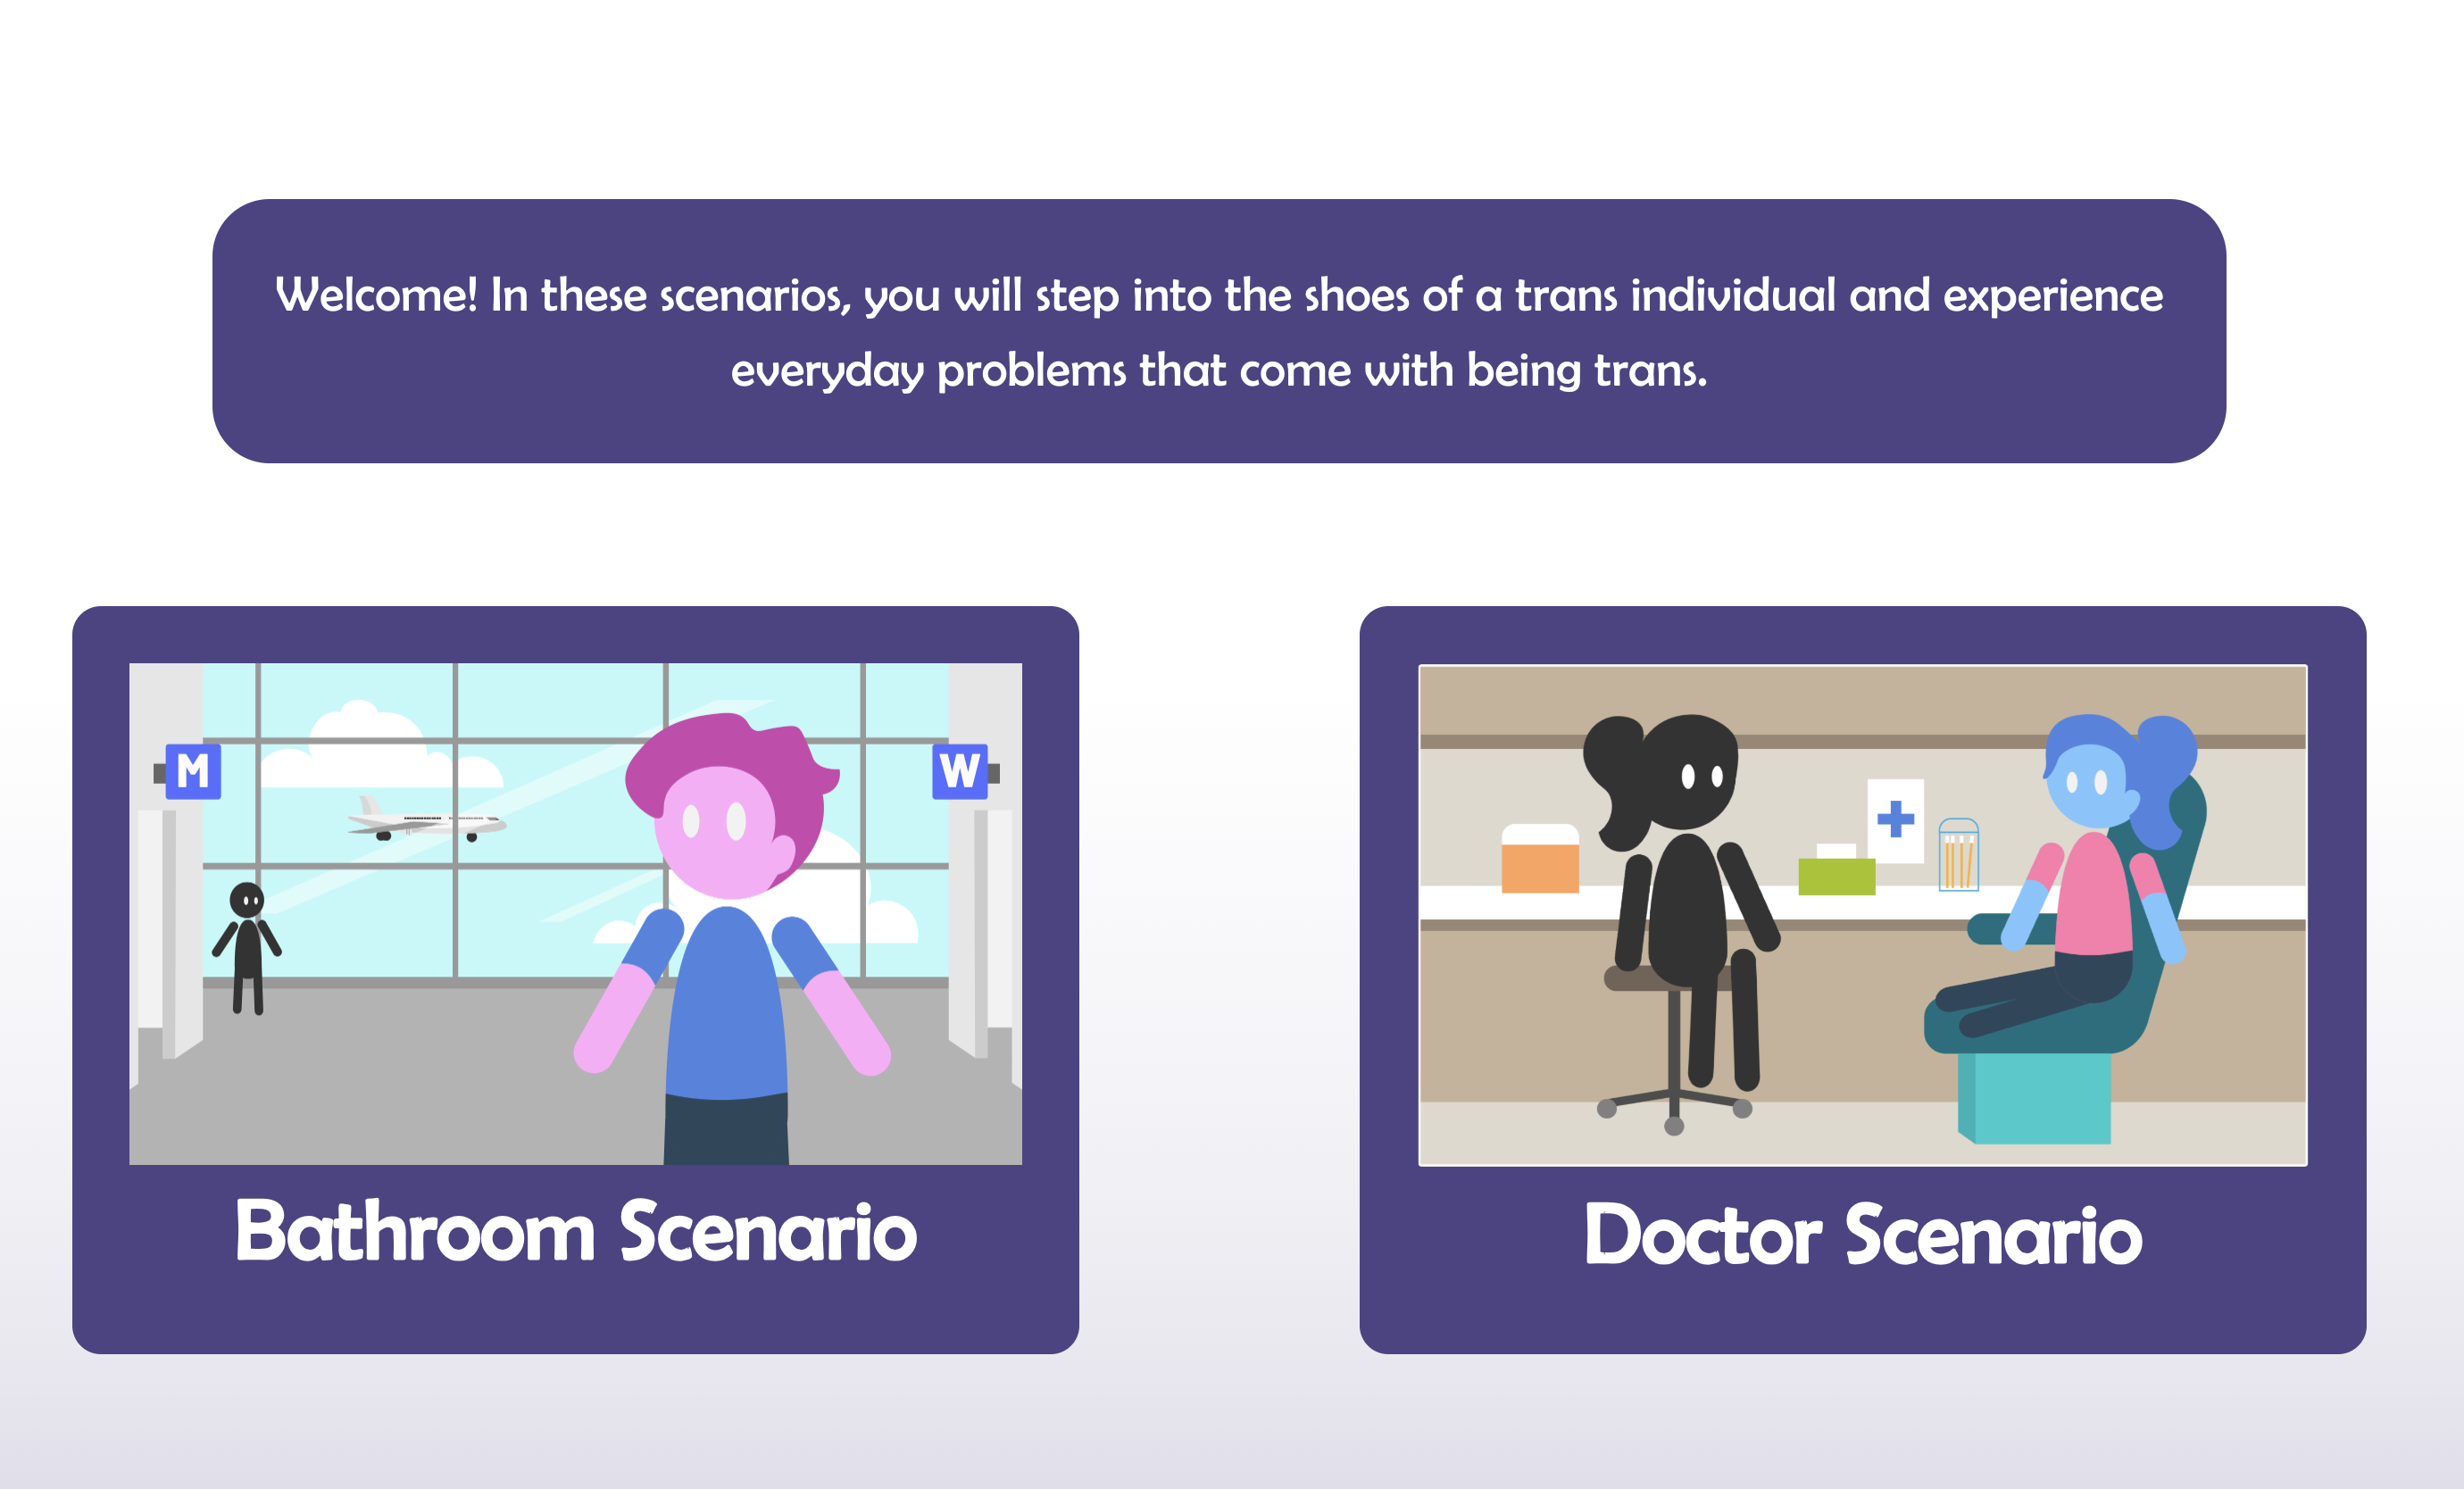 Welcome! In these scenarios, you will step into the shoes of a trans individual and experience
everyday problems that come with being trans.
M
W
Bathroom Scenario
Doctor Scenario